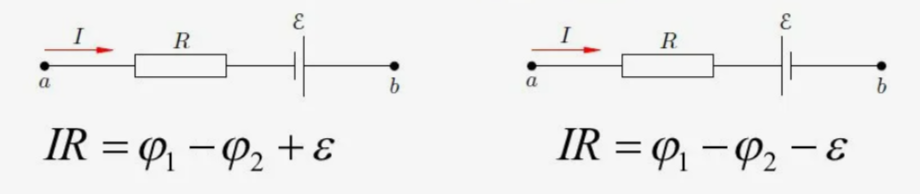 I R ε
a b
IR = φ₁ − φ₂ + ε
I R ε
a b
IR = φ₁ − φ₂ − ε